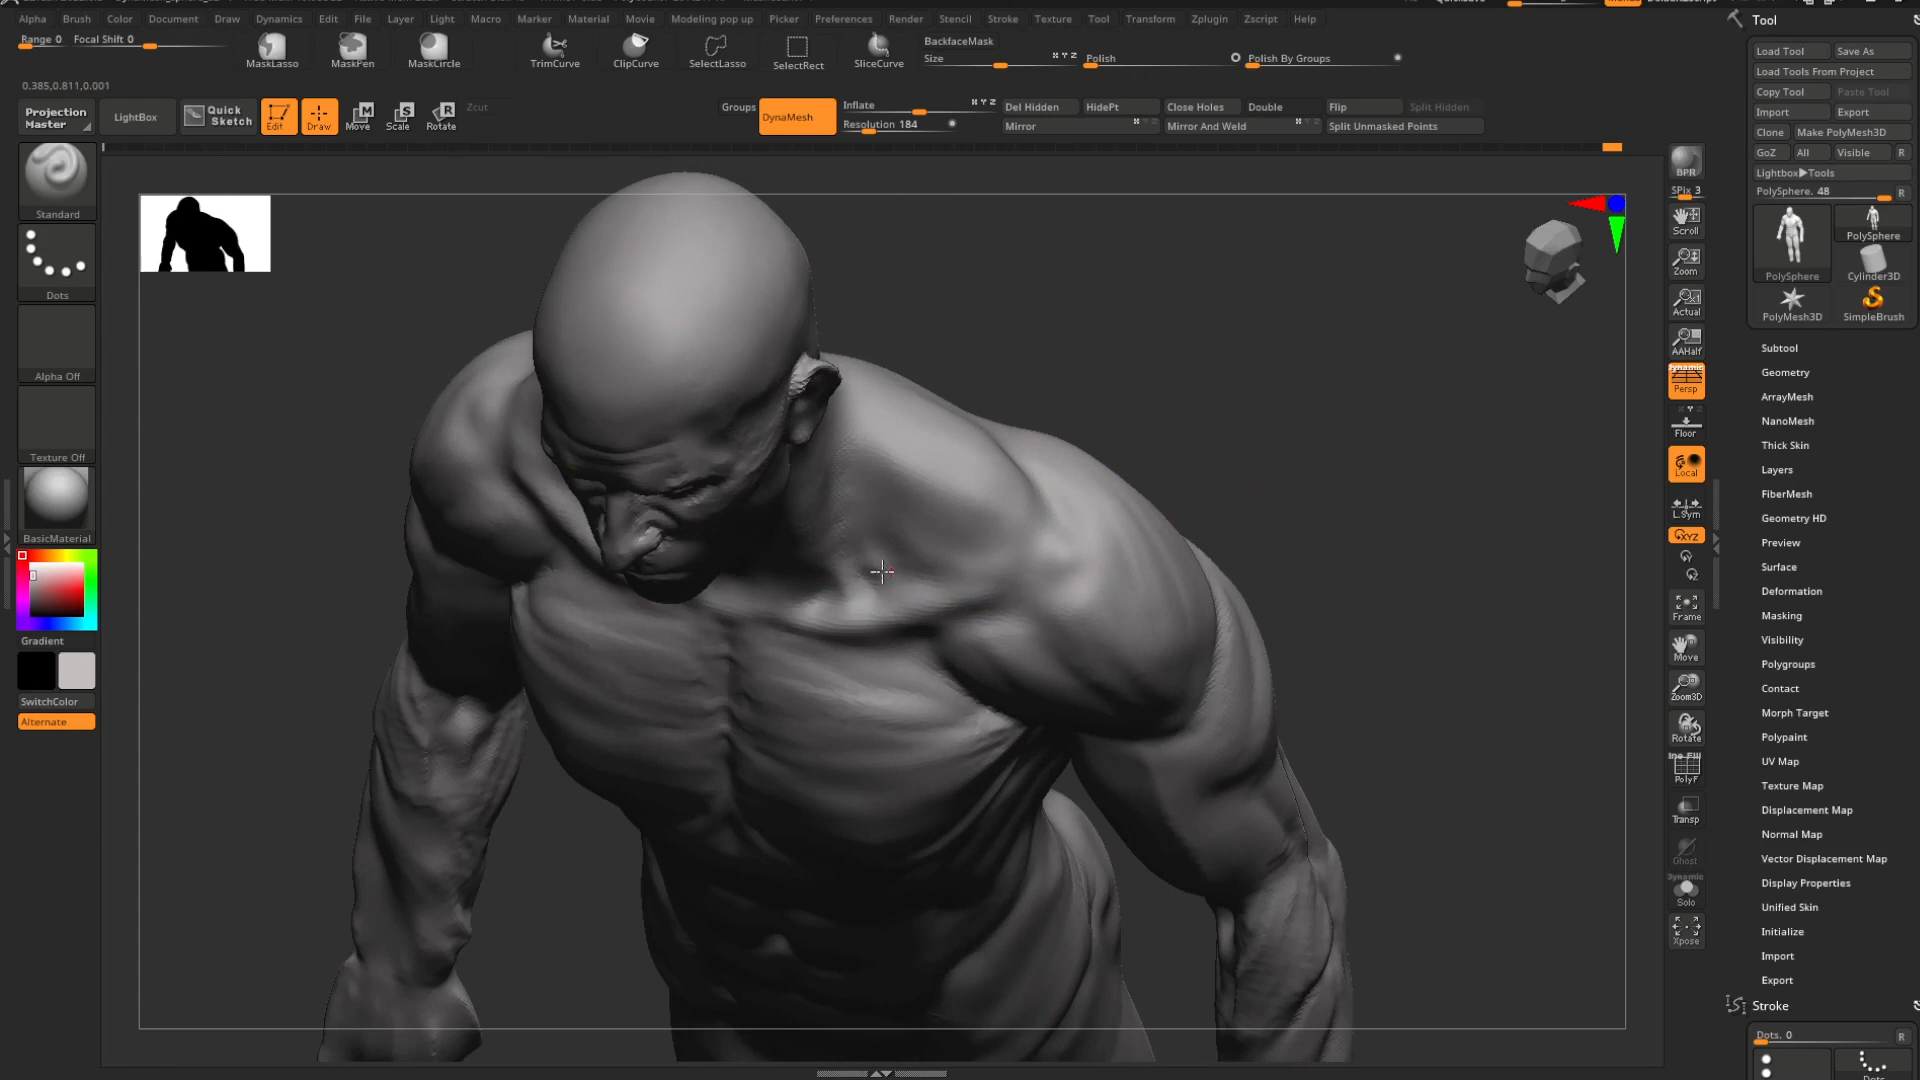 Alpha Brush Color Document Draw Dynamics Edit File Layer Light Macro Marker Material Movie Modeling pop up Picker Preferences Render Stencil Stroke Texture Tool Transform Zplugin Zscript Help
Range 0 Focal Shift 0
MaskLasso MaskPen MaskCircle TrimCurve ClipCurve SelectLasso SelectRect SliceCurve
BackfaceMask
Size X Y Z Polish Polish By Groups
0.385,0.811,0.001
Projection Master LightBox Quick Sketch Edit Draw Move Scale Rotate Zcut
Groups DynaMesh Inflate X Y Z
Resolution 184
Del Hidden HidePt Close Holes Double Flip Split Hidden
Mirror Mirror And Weld Split Unmasked Points
Standard
Dots
Alpha Off
Texture Off
BasicMaterial
Gradient
SwitchColor
Alternate
BPR
SPix 3
Scroll
Zoom
Actual
AAHalf
Dynamic
Persp
Floor
Local
L.Sym
XYZ
Y
Z
Frame
Move
Zoom3D
Rotate
Line Fill
PolyF
Transp
Ghost
Dynamic
Solo
Xpose
Tool
Load Tool Save As
Load Tools From Project
Copy Tool Paste Tool
Import Export
Clone Make PolyMesh3D
GoZ All Visible R
Lightbox▶Tools
PolySphere. 48 R
PolySphere
PolySphere Cylinder3D
PolyMesh3D SimpleBrush
Subtool
Geometry
ArrayMesh
NanoMesh
Thick Skin
Layers
FiberMesh
Geometry HD
Preview
Surface
Deformation
Masking
Visibility
Polygroups
Contact
Morph Target
Polypaint
UV Map
Texture Map
Displacement Map
Normal Map
Vector Displacement Map
Display Properties
Unified Skin
Initialize
Import
Export
Stroke
Dots. 0 R